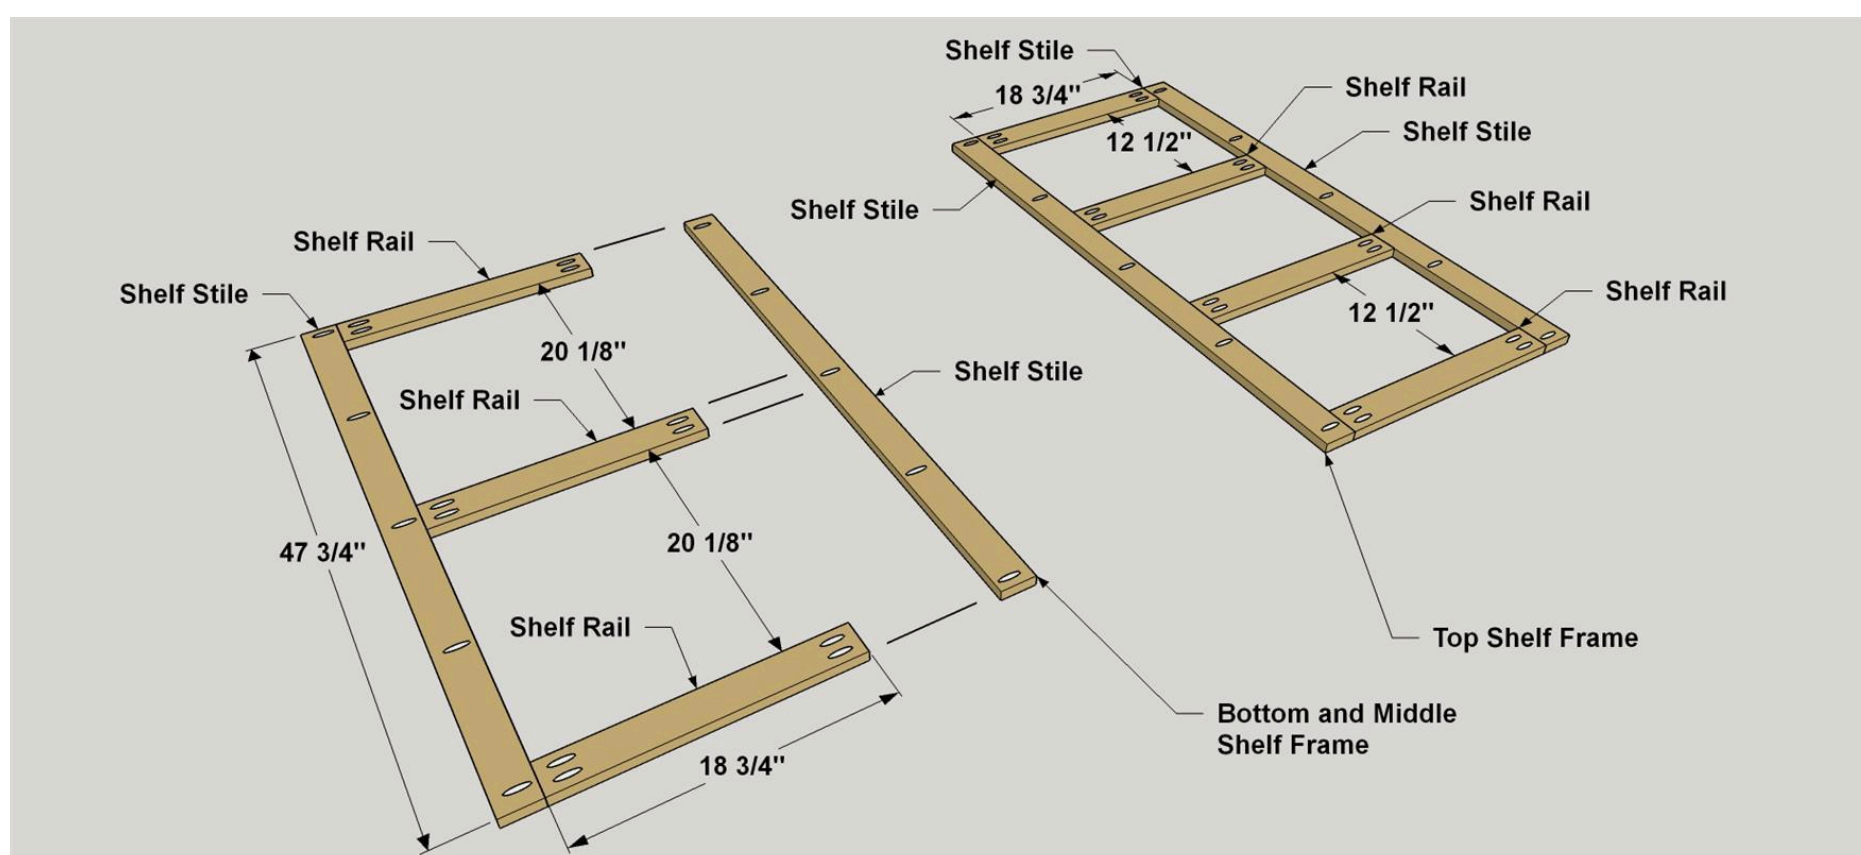 Shelf Stile
18 3/4"
Shelf Rail
12 1/2"
Shelf Stile
Shelf Rail
Shelf Stile
Shelf Rail
12 1/2"
Shelf Rail
Shelf Stile
20 1/8"
Shelf Stile
Shelf Rail
47 3/4"
20 1/8"
Shelf Rail
18 3/4"
Top Shelf Frame
Bottom and Middle
Shelf Frame
Shelf Rail